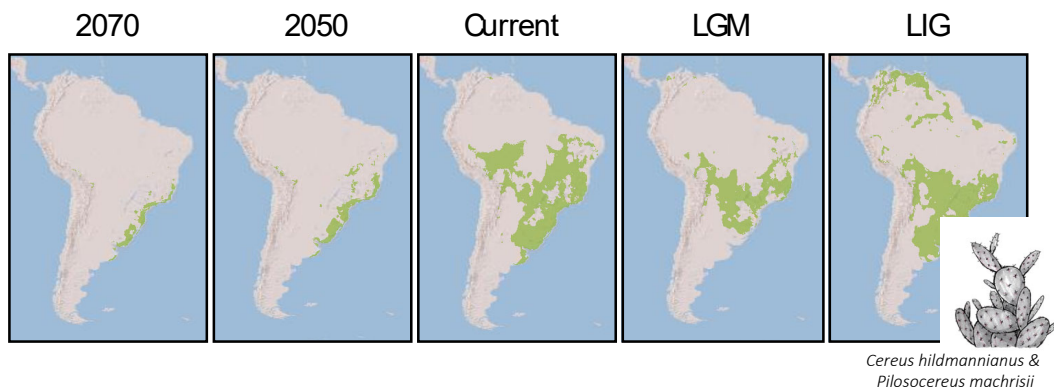 2070 2050 Current LGM LIG
Cereus hildmannianus &
Pilosocereus machrisii